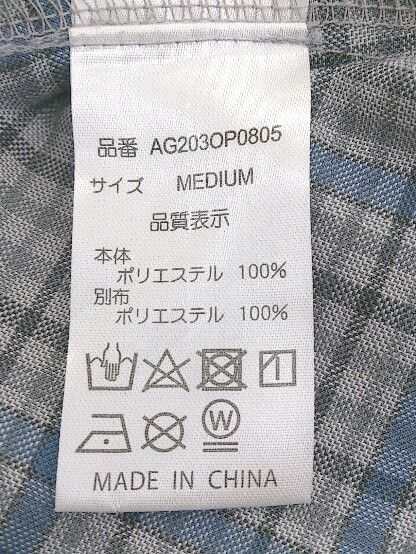 品番 AG203OP0805
サイズ MEDIUM
品質表示
本体
ポリエステル 100%
別布
ポリエステル 100%
W
MADE IN CHINA